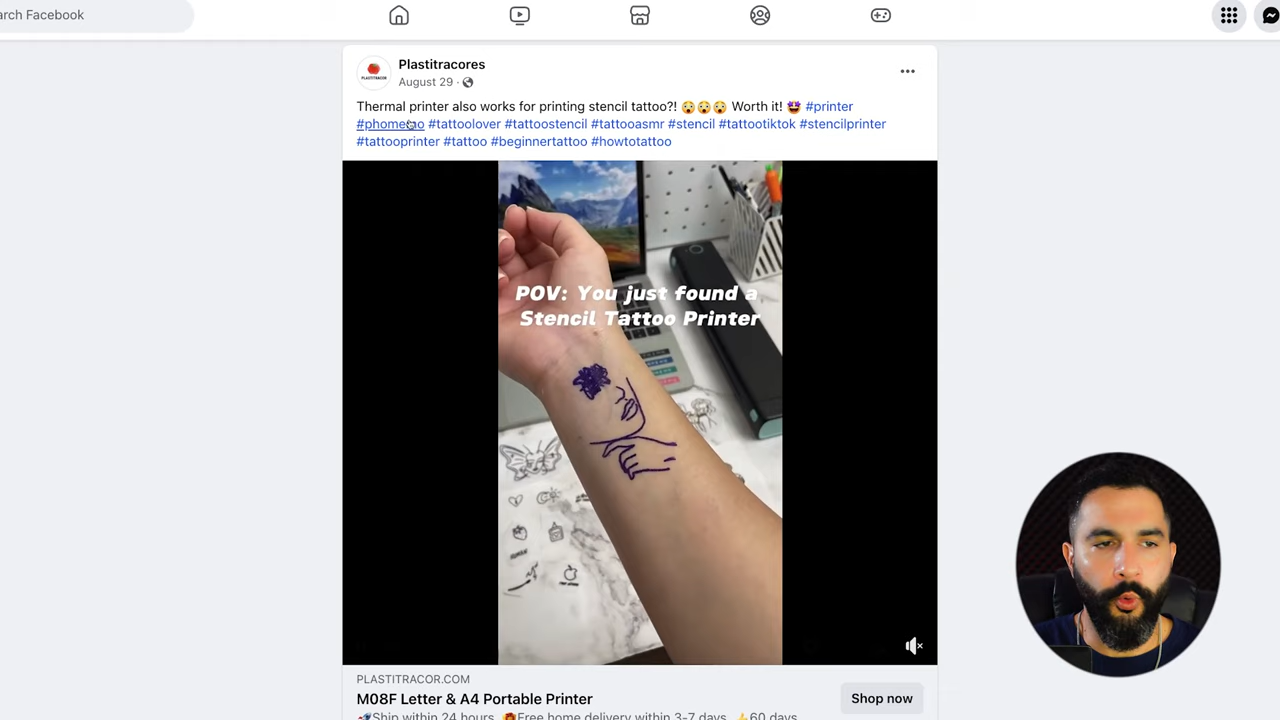 arch Facebook
Plastitracores
August 29 ·
PLASTITRACOR
Thermal printer also works for printing stencil tattoo?! 😲😲😲 Worth it! 🤩 #printer
#phomemo #tattoolover #tattoostencil #tattooasmr #stencil #tattootiktok #stencilprinter
#tattooprinter #tattoo #beginnertattoo #howtotattoo
POV: You just found a
Stencil Tattoo Printer
PLASTITRACOR.COM
M08F Letter & A4 Portable Printer
Shop now
🚀Ship within 24 hours 🎁Free home delivery within 3-7 days 👍60 days